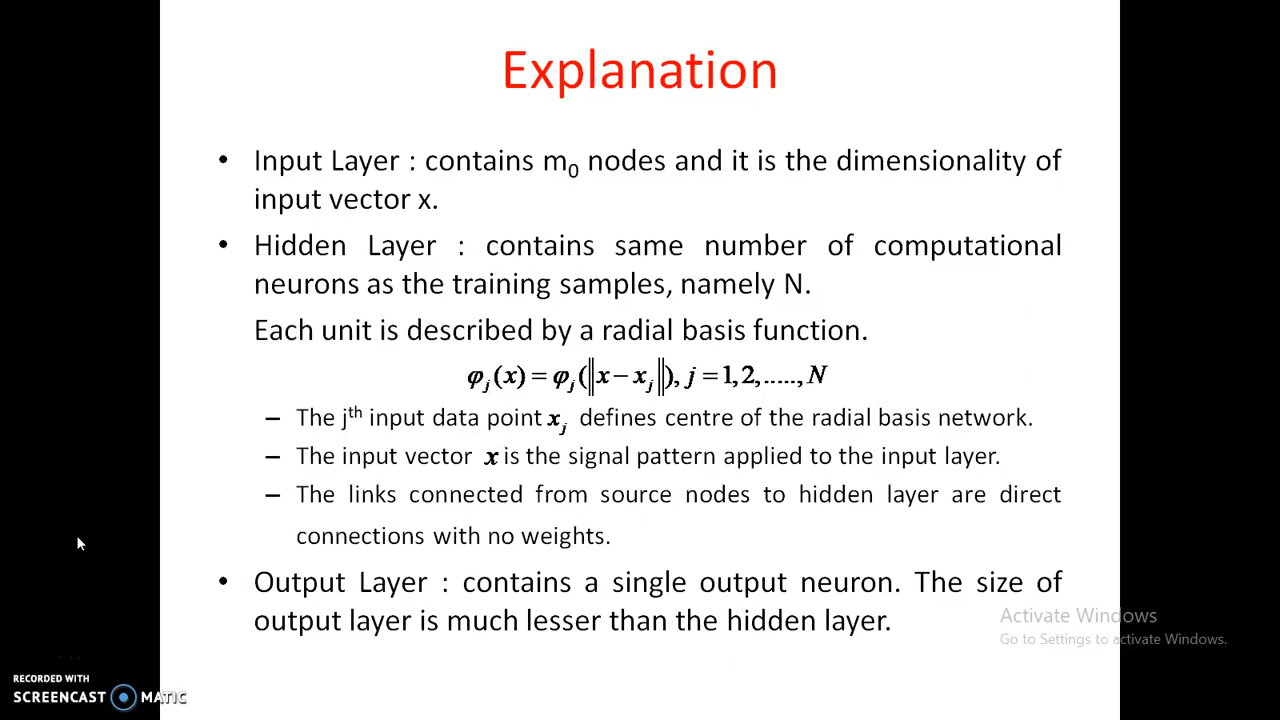 Explanation
• Input Layer : contains m₀ nodes and it is the dimensionality of
input vector x.
• Hidden Layer : contains same number of computational
neurons as the training samples, namely N.
Each unit is described by a radial basis function.
φⱼ(x) = φⱼ(‖x − xⱼ‖), j = 1,2,....., N
– The jᵗʰ input data point xⱼ defines centre of the radial basis network.
– The input vector x is the signal pattern applied to the input layer.
– The links connected from source nodes to hidden layer are direct
connections with no weights.
• Output Layer : contains a single output neuron. The size of
output layer is much lesser than the hidden layer.
Activate Windows
Go to Settings to activate Windows.
RECORDED WITH
SCREENCAST MATIC